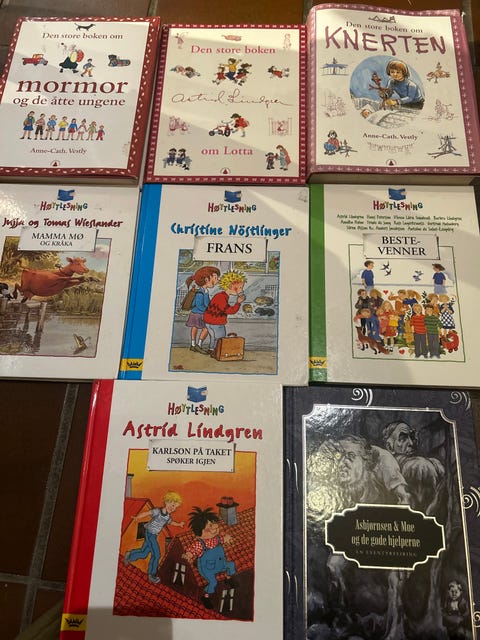 Den store boken om
mormor
og de åtte ungene
Anne-Cath. Vestly
Den store boken
Astrid Lindgren
om Lotta
Den store boken om
KNERTEN
Anne-Cath. Vestly
HØYTLESNING
Jujja og Tomas Wieslander
MAMMA MØ
OG KRÅKA
HØYTLESNING
Christine Nöstlinger
FRANS
HØYTLESNING
BESTE-
VENNER
HØYTLESNING
Astrid Lindgren
KARLSON PÅ TAKET
SPØKER IGJEN
Asbjørnsen & Moe
og de gode hjelperne
EN EVENTYRFEIRING